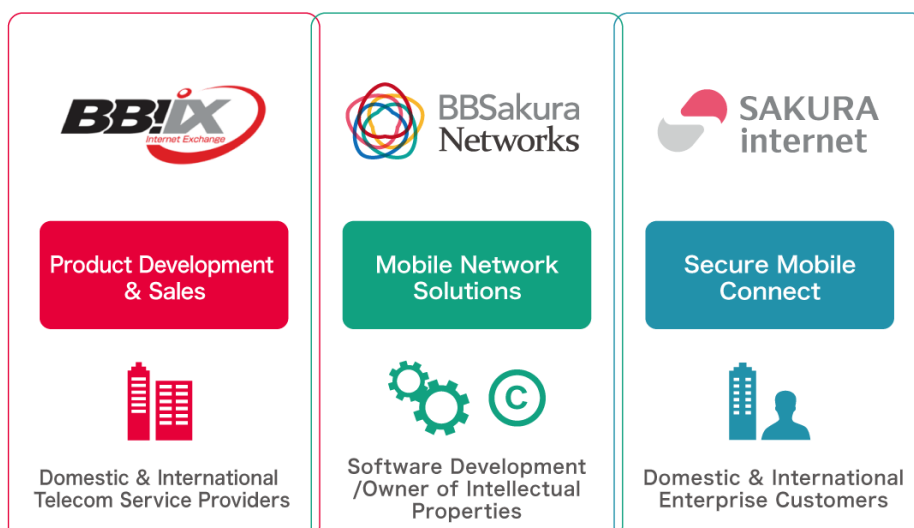 BB!iX
Internet Exchange
Product Development
& Sales
Domestic & International
Telecom Service Providers
BBSakura
Networks
Mobile Network
Solutions
C
Software Development
/Owner of Intellectual
Properties
SAKURA
internet
Secure Mobile
Connect
Domestic & International
Enterprise Customers